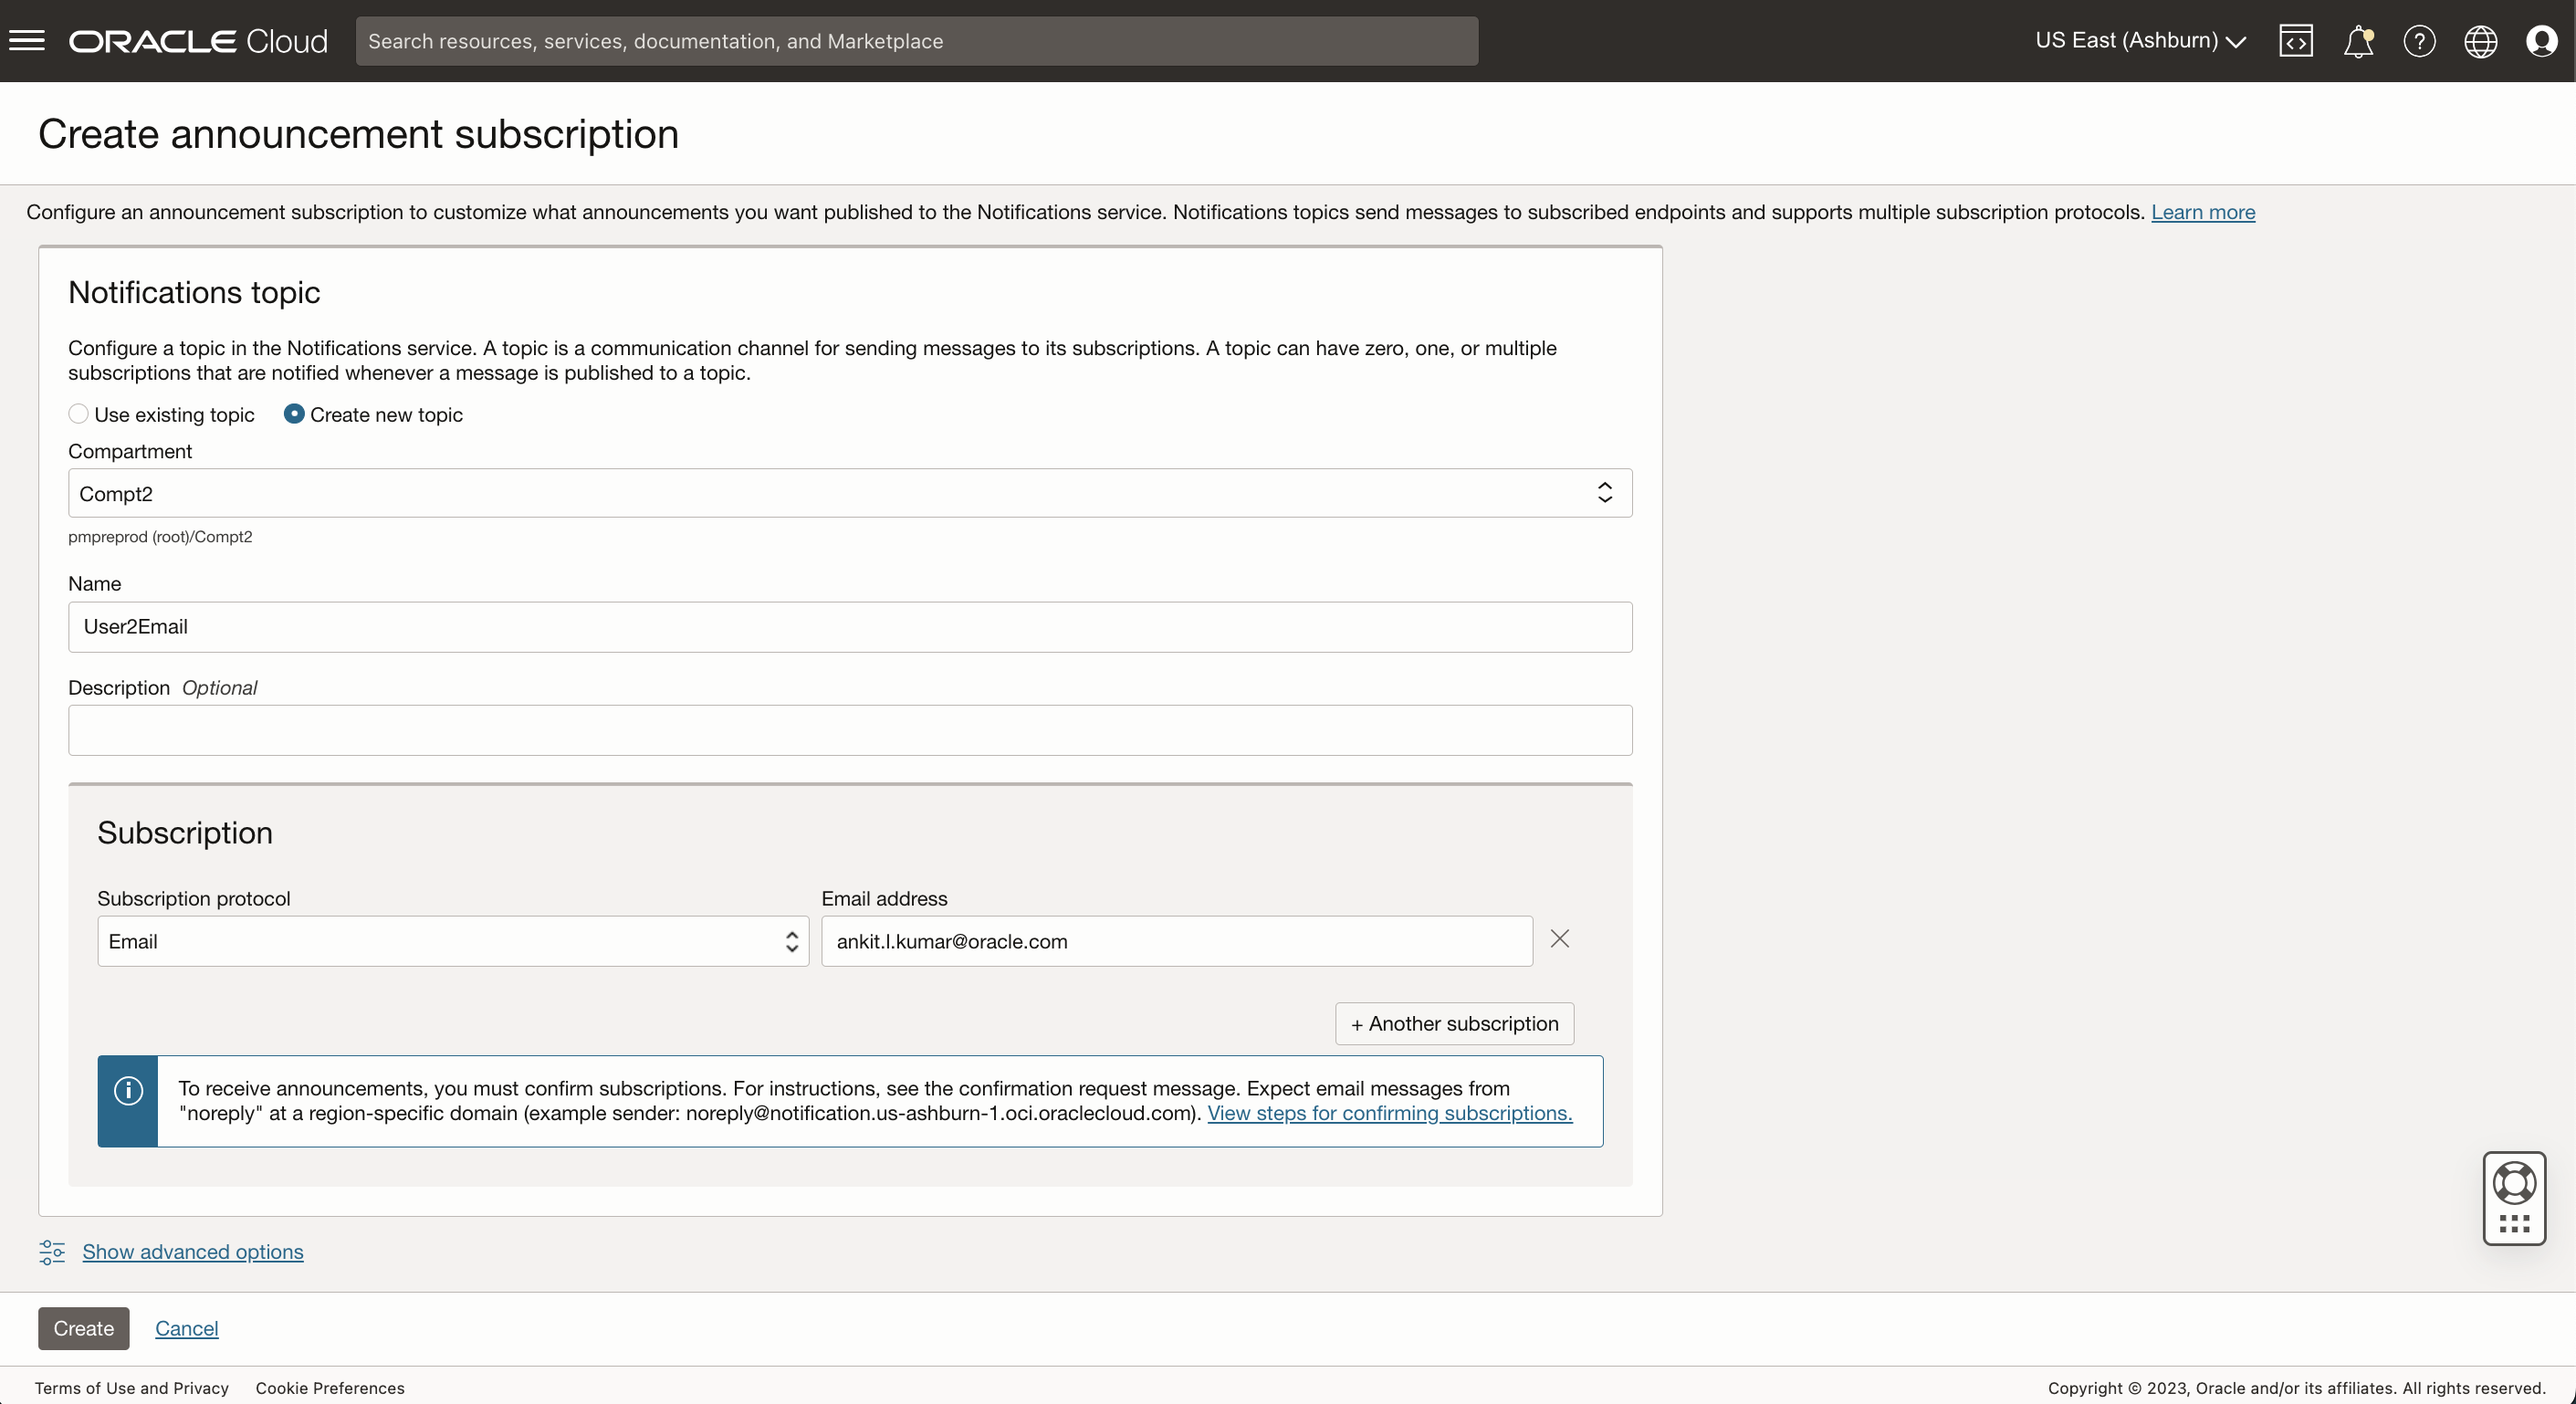 ORACLE Cloud
Search resources, services, documentation, and Marketplace
US East (Ashburn)
Create announcement subscription
Configure an announcement subscription to customize what announcements you want published to the Notifications service. Notifications topics send messages to subscribed endpoints and supports multiple subscription protocols. Learn more
Notifications topic
Configure a topic in the Notifications service. A topic is a communication channel for sending messages to its subscriptions. A topic can have zero, one, or multiple
subscriptions that are notified whenever a message is published to a topic.
Use existing topic Create new topic
Compartment
Compt2
pmpreprod (root)/Compt2
Name
User2Email
Description Optional
Subscription
Subscription protocol Email address
Email ankit.l.kumar@oracle.com
+ Another subscription
To receive announcements, you must confirm subscriptions. For instructions, see the confirmation request message. Expect email messages from
"noreply" at a region-specific domain (example sender: noreply@notification.us-ashburn-1.oci.oraclecloud.com). View steps for confirming subscriptions.
Show advanced options
Create Cancel
Terms of Use and Privacy Cookie Preferences Copyright © 2023, Oracle and/or its affiliates. All rights reserved.